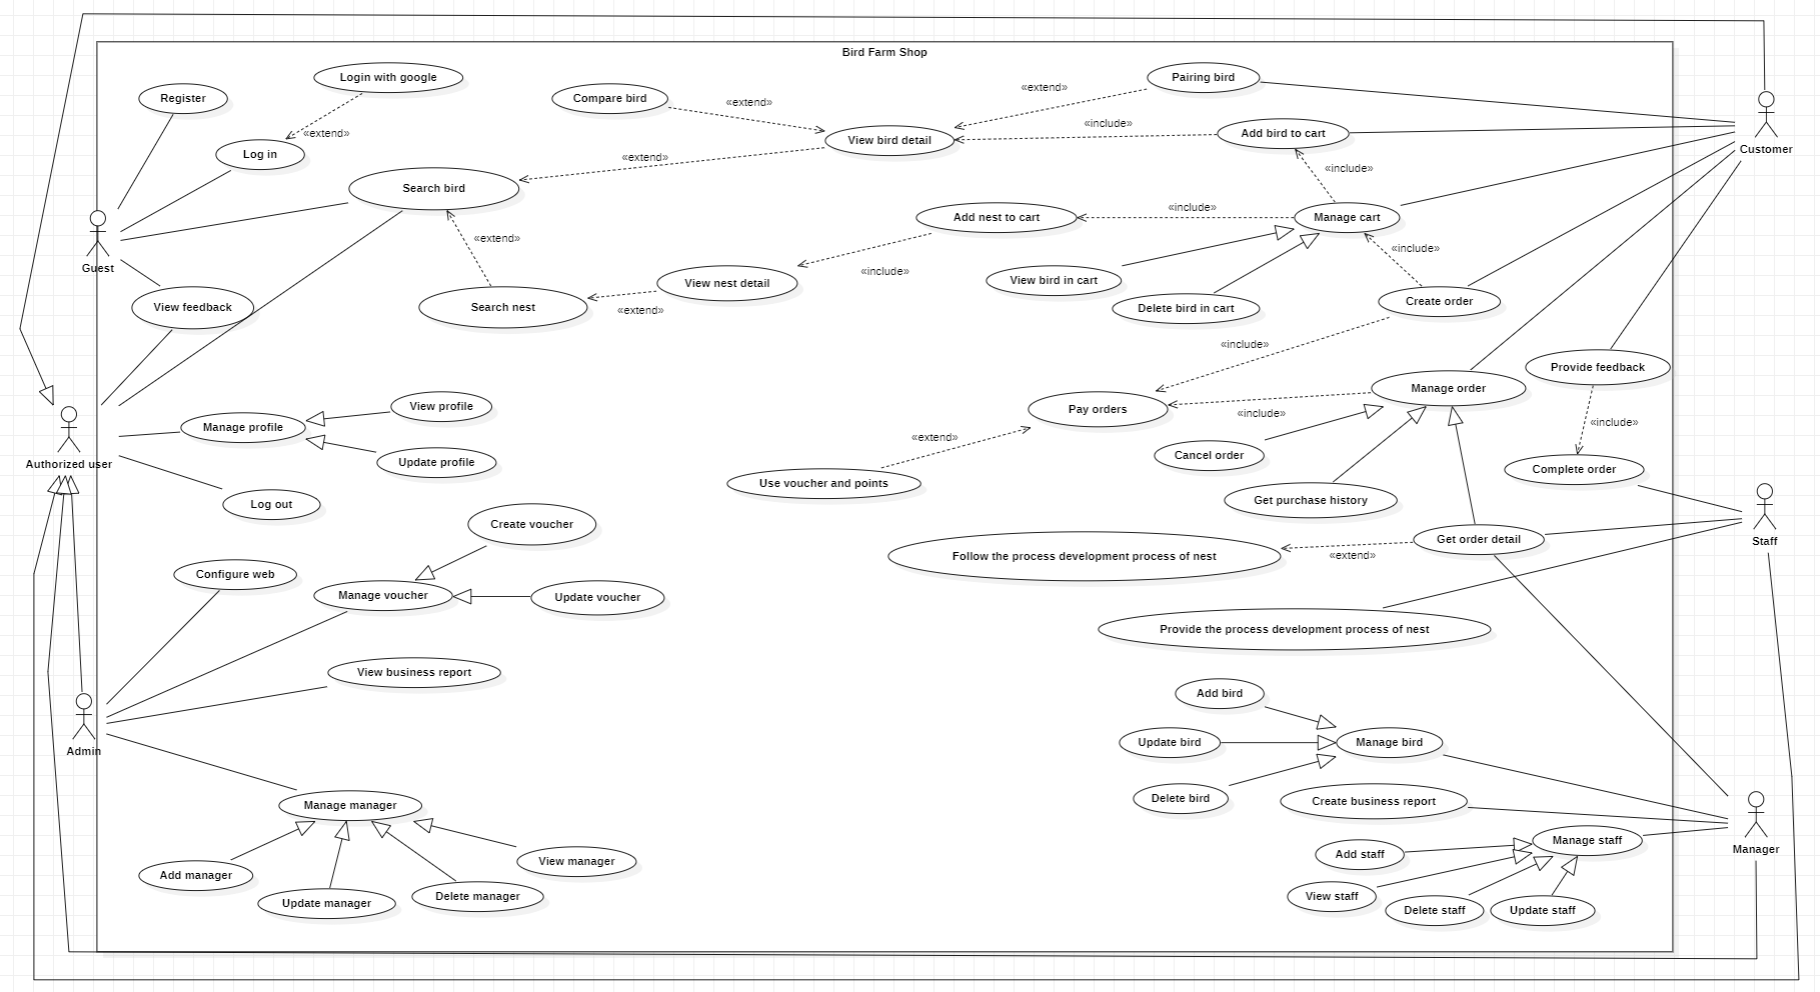 Bird Farm Shop
Login with google
Pairing bird
Register
Compare bird
«extend»
«extend»
Customer
«extend»
Log in
View bird detail
«include»
Add bird to cart
«extend»
Search bird
«include»
Guest
«extend»
Add nest to cart
«include»
Manage cart
«include»
«include»
View feedback
Search nest
«extend»
View nest detail
View bird in cart
Delete bird in cart
Create order
«include»
Provide feedback
Authorized user
Manage profile
View profile
Update profile
Log out
Pay orders
«include»
Manage order
«extend»
Use voucher and points
Cancel order
Get purchase history
«include»
Complete order
Staff
Create voucher
Configure web
Manage voucher
Update voucher
Follow the process development process of nest
«extend»
Get order detail
Provide the process development process of nest
View business report
Admin
Add bird
Update bird
Manage bird
Delete bird
Create business report
Manager
Manage manager
Add manager
Update manager
Delete manager
View manager
Manage staff
Add staff
View staff
Delete staff
Update staff